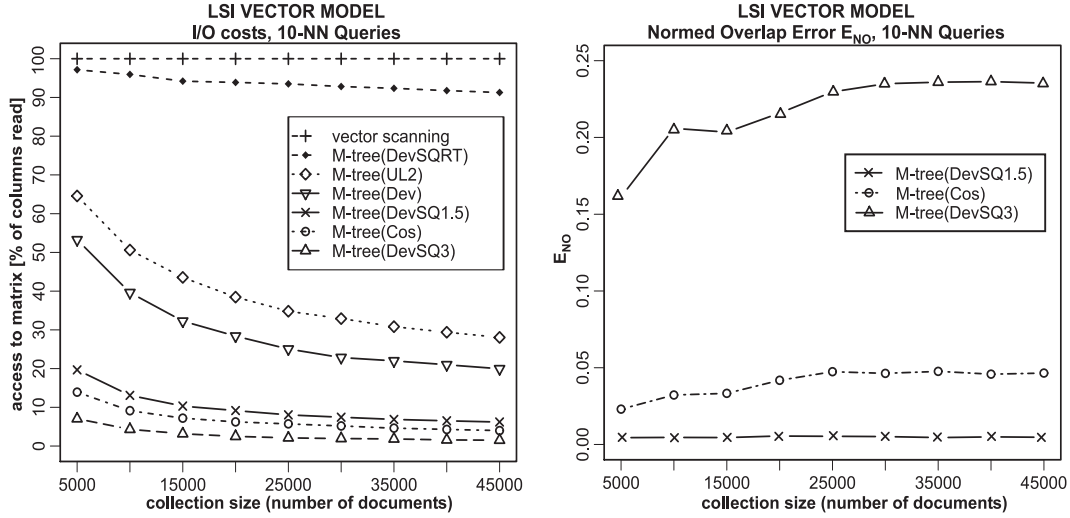 LSI VECTOR MODEL
I/O costs, 10-NN Queries
access to matrix [% of columns read]
100
90
80
70
60
50
40
30
20
10
0
vector scanning
M-tree(DevSQRT)
M-tree(UL2)
M-tree(Dev)
M-tree(DevSQ1.5)
M-tree(Cos)
M-tree(DevSQ3)
5000
15000
25000
35000
45000
collection size (number of documents)
LSI VECTOR MODEL
Normed Overlap Error E_NO, 10-NN Queries
E_NO
0.25
0.20
0.15
0.10
0.05
0.00
M-tree(DevSQ1.5)
M-tree(Cos)
M-tree(DevSQ3)
5000
15000
25000
35000
45000
collection size (number of documents)